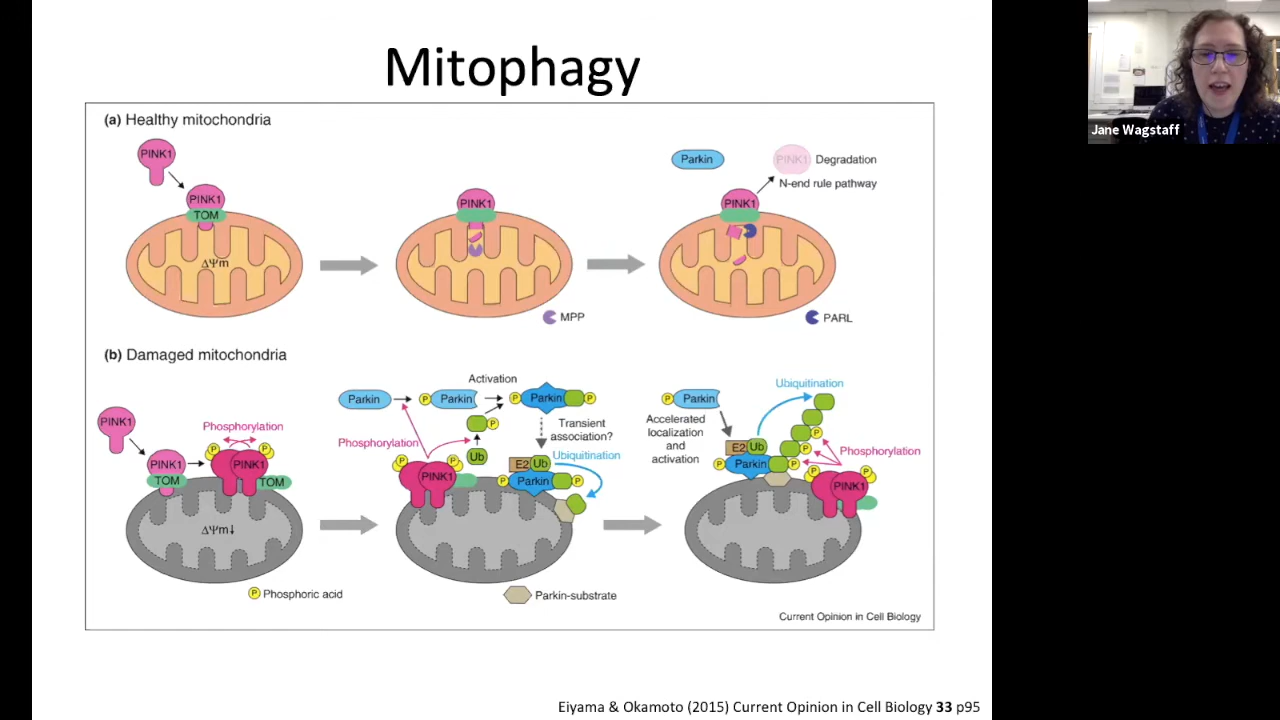 Mitophagy
Jane Wagstaff
(a) Healthy mitochondria
PINK1
PINK1
TOM
ΔΨm
PINK1
MPP
Parkin
PINK1
Degradation
N-end rule pathway
PINK1
PARL
(b) Damaged mitochondria
PINK1
Phosphorylation
P
P
PINK1
PINK1
TOM
TOM
ΔΨm↓
P Phosphoric acid
Activation
Parkin
P
Parkin
P
Parkin
P
P
Transient
association?
Phosphorylation
Ub
Ubiquitination
P
P
PINK1
E2
Ub
P
Parkin
P
Parkin-substrate
Ubiquitination
P
Parkin
Accelerated
localization
and
activation
P
Phosphorylation
E2
Ub
P
P
Parkin
P
P
P
PINK1
Current Opinion in Cell Biology
Eiyama & Okamoto (2015) Current Opinion in Cell Biology 33 p95